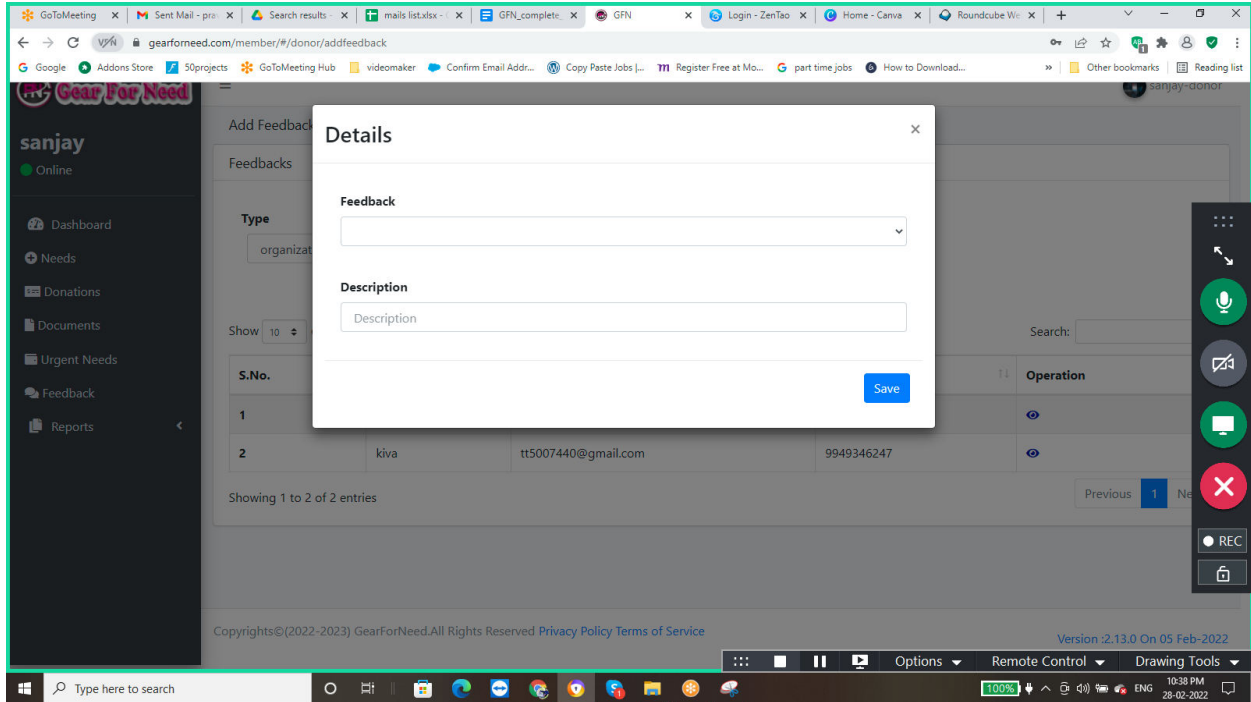 GoToMeeting
Sent Mail - pra
Search results -
mails list.xlsx -
GFN_complete_
GFN
Login - ZenTao
Home - Canva
Roundcube We
VPN gearforneed.com/member/#/donor/addfeedback
Google Addons Store 50projects GoToMeeting Hub videomaker Confirm Email Addr... Copy Paste Jobs |... Register Free at Mo... part time jobs How to Download... » Other bookmarks Reading list
Gear For Need
sanjay-donor
sanjay
Online
Dashboard
Needs
Donations
Documents
Urgent Needs
Feedback
Reports
Add Feedback
Feedbacks
Type
organizat
Details
×
Feedback
Description
Description
Save
Show 10
Search:
S.No. Operation
1
2 kiva tt5007440@gmail.com 9949346247
Showing 1 to 2 of 2 entries
Previous 1 Ne
REC
Copyrights©(2022-2023) GearForNeed.All Rights Reserved Privacy Policy Terms of Service
Version :2.13.0 On 05 Feb-2022
Options Remote Control Drawing Tools
Type here to search
100% ENG 10:38 PM
28-02-2022